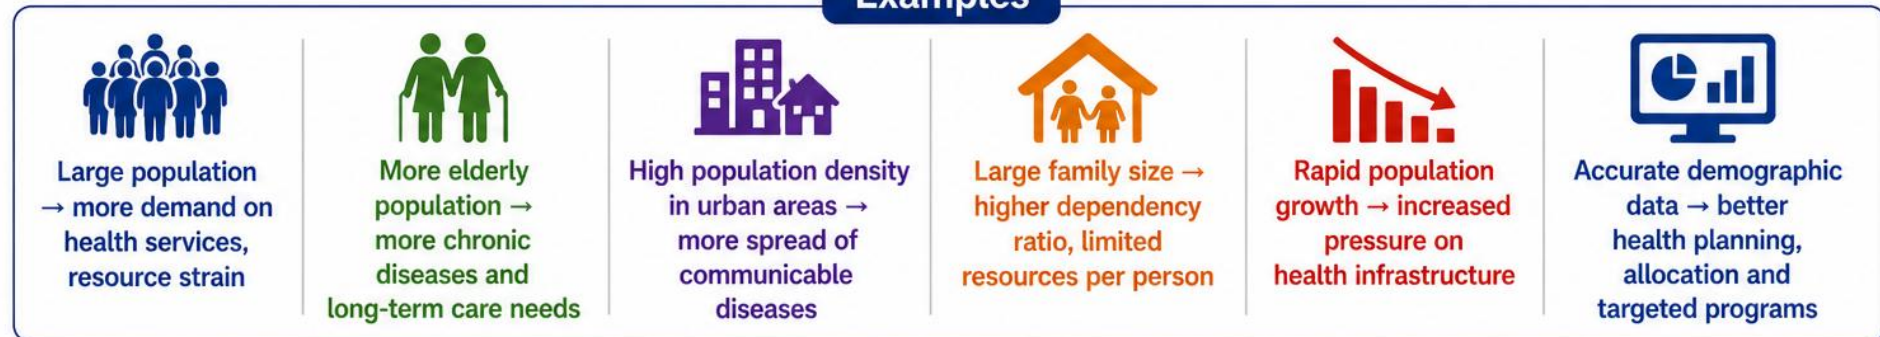 Examples
Large population
→ more demand on
health services,
resource strain
More elderly
population →
more chronic
diseases and
long-term care needs
High population density
in urban areas →
more spread of
communicable
diseases
Large family size →
higher dependency
ratio, limited
resources per person
Rapid population
growth → increased
pressure on
health infrastructure
Accurate demographic
data → better
health planning,
allocation and
targeted programs